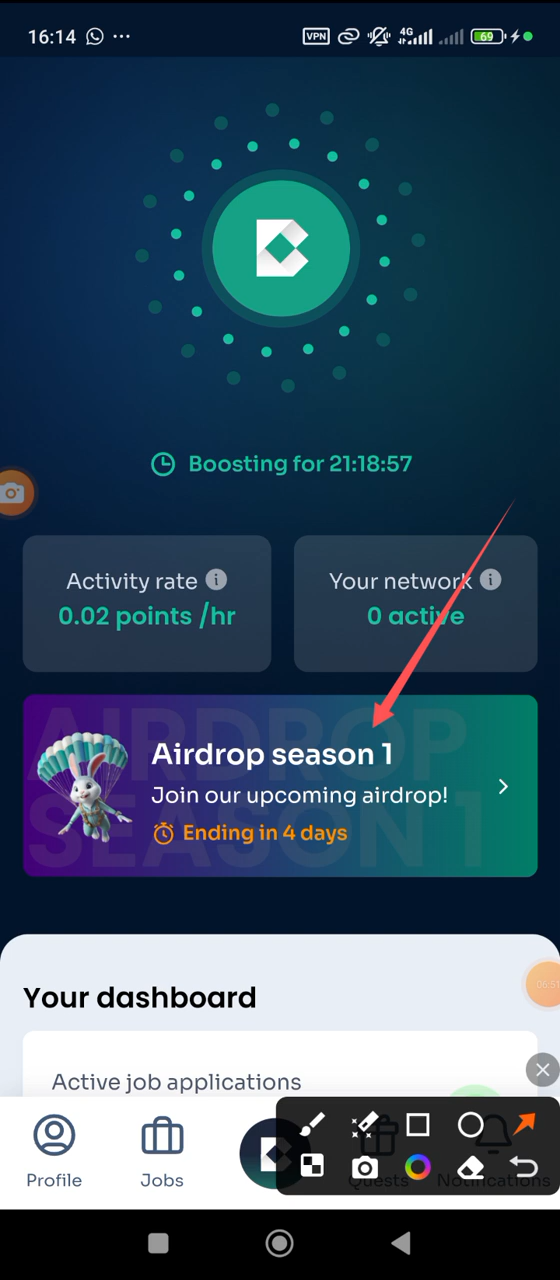 16:14
VPN
4G
69
Boosting for 21:18:57
Activity rate
0.02 points /hr
Your network
0 active
AIRDROP
SEASON 1
Airdrop season 1
Join our upcoming airdrop!
Ending in 4 days
Your dashboard
06:51
Active job applications
Profile
Jobs
Quests
Notifications